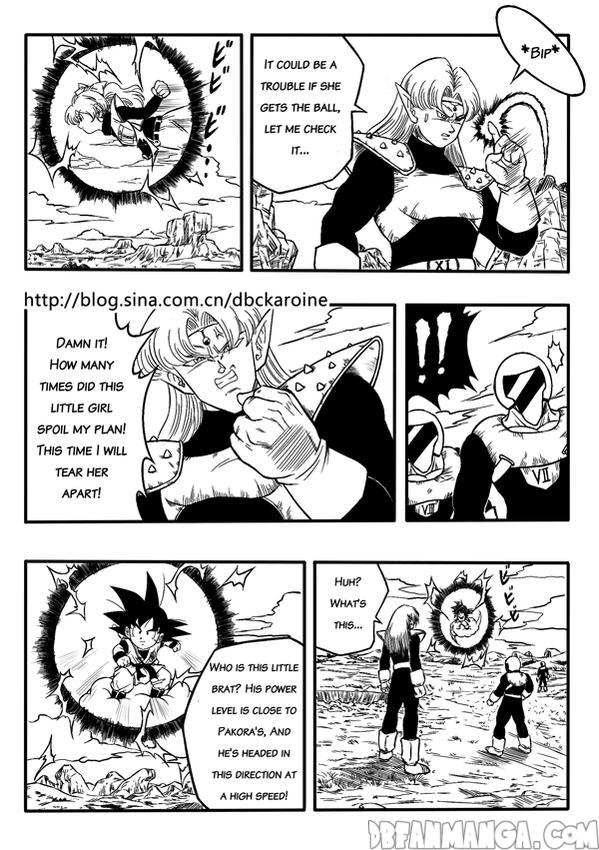 *Bip*
It could be a
trouble if she
gets the ball,
let me check
it...
XI
http://blog.sina.com.cn/dbckaroine
Damn it!
How many
times did this
little girl
spoil my plan!
This time I will
tear her
apart!
!!
VII
VIII
Huh?
What's
this...
Who is this little
brat? His power
level is close to
Pakora's, And
he's headed in
this direction at
a high speed!
DBFANMANGA.COM